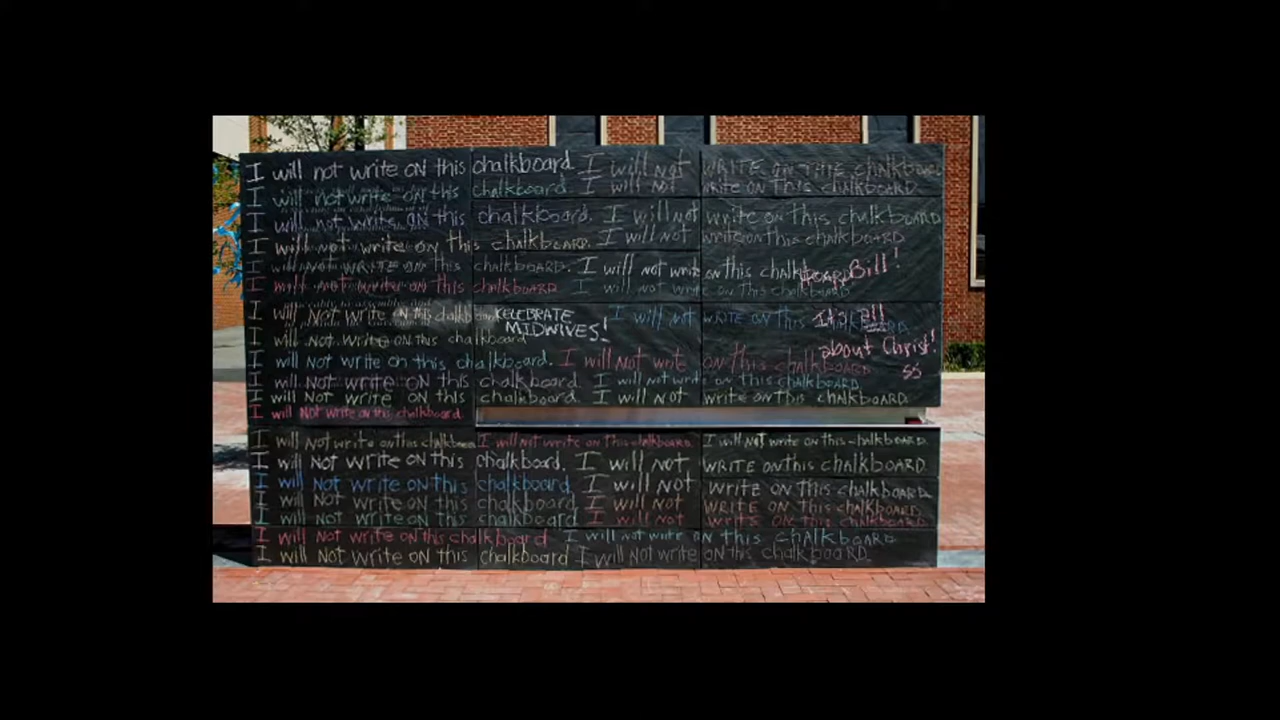 I will not write ON this chalkboard I will not WRITE ON THIS chalkboard
I will not write ON this chalkboard I will not write on This chalkboard
I will not write ON this chalkboard. I will not write on this chalkboard
I will not write ON this chalkboard I will not write on this chalkboard
I will not WRITE ON this chalkboard. I will not write on this chalkboard
Bill!
I will not write on this chalkboard I will not write on This chalkboard
I will Not write on this CELEBRATE I will Not WRITE ON this chalkboard
MIDWIVES!
It's all
I will not Write on this chalkboard
about Christ!
I will Not write on this chalkboard. I will Not write ON this chalkboard
ss
I will not write ON this chalkboard. I will not write on this chalkboard
I will Not write ON this chalkboard. I will Not write on this chalkboard.
I will NOT write on this chalkboard.
I will Not write on this chalkboard I will not write on this chalkboard I will Not write on this chalkboard.
I will Not write ON this chalkboard. I will Not, WRITE ON this chalkboard.
I will Not write ON this chalkboard I will Not write on this chalkboard.
I will Not write ON this chalkboard I will Not WRITE ON this chalkboard
I will Not write ON this chalkboard I will Not WRITE ON this chalkboard
I will Not write ON this chalkboard I will not write ON this chalkboard
I will Not write ON this chalkboard I will Not write ON this chalkboard.